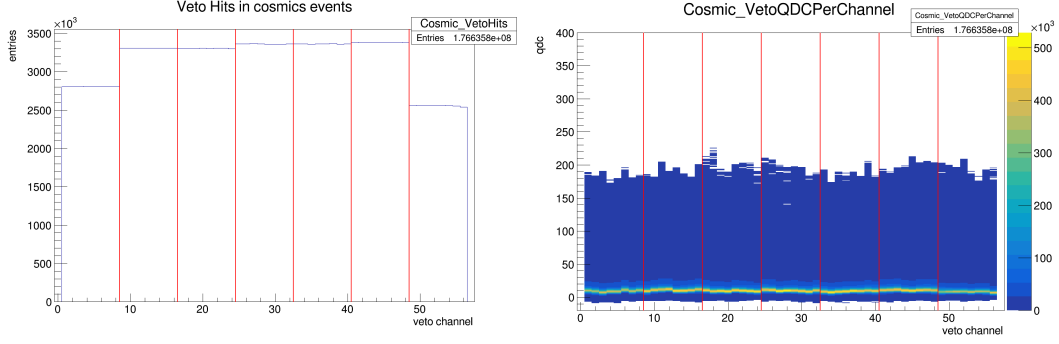 Veto Hits in cosmics events
×10³
Cosmic_VetoHits
Entries 1.766358e+08
entries
3500
3000
2500
2000
1500
1000
500
0
0 10 20 30 40 50
veto channel
Cosmic_VetoQDCPerChannel
Cosmic_VetoQDCPerChannel
Entries 1.766358e+08
×10³
qdc
400
350
300
250
200
150
100
50
0
0 10 20 30 40 50
veto channel
500
400
300
200
100
0